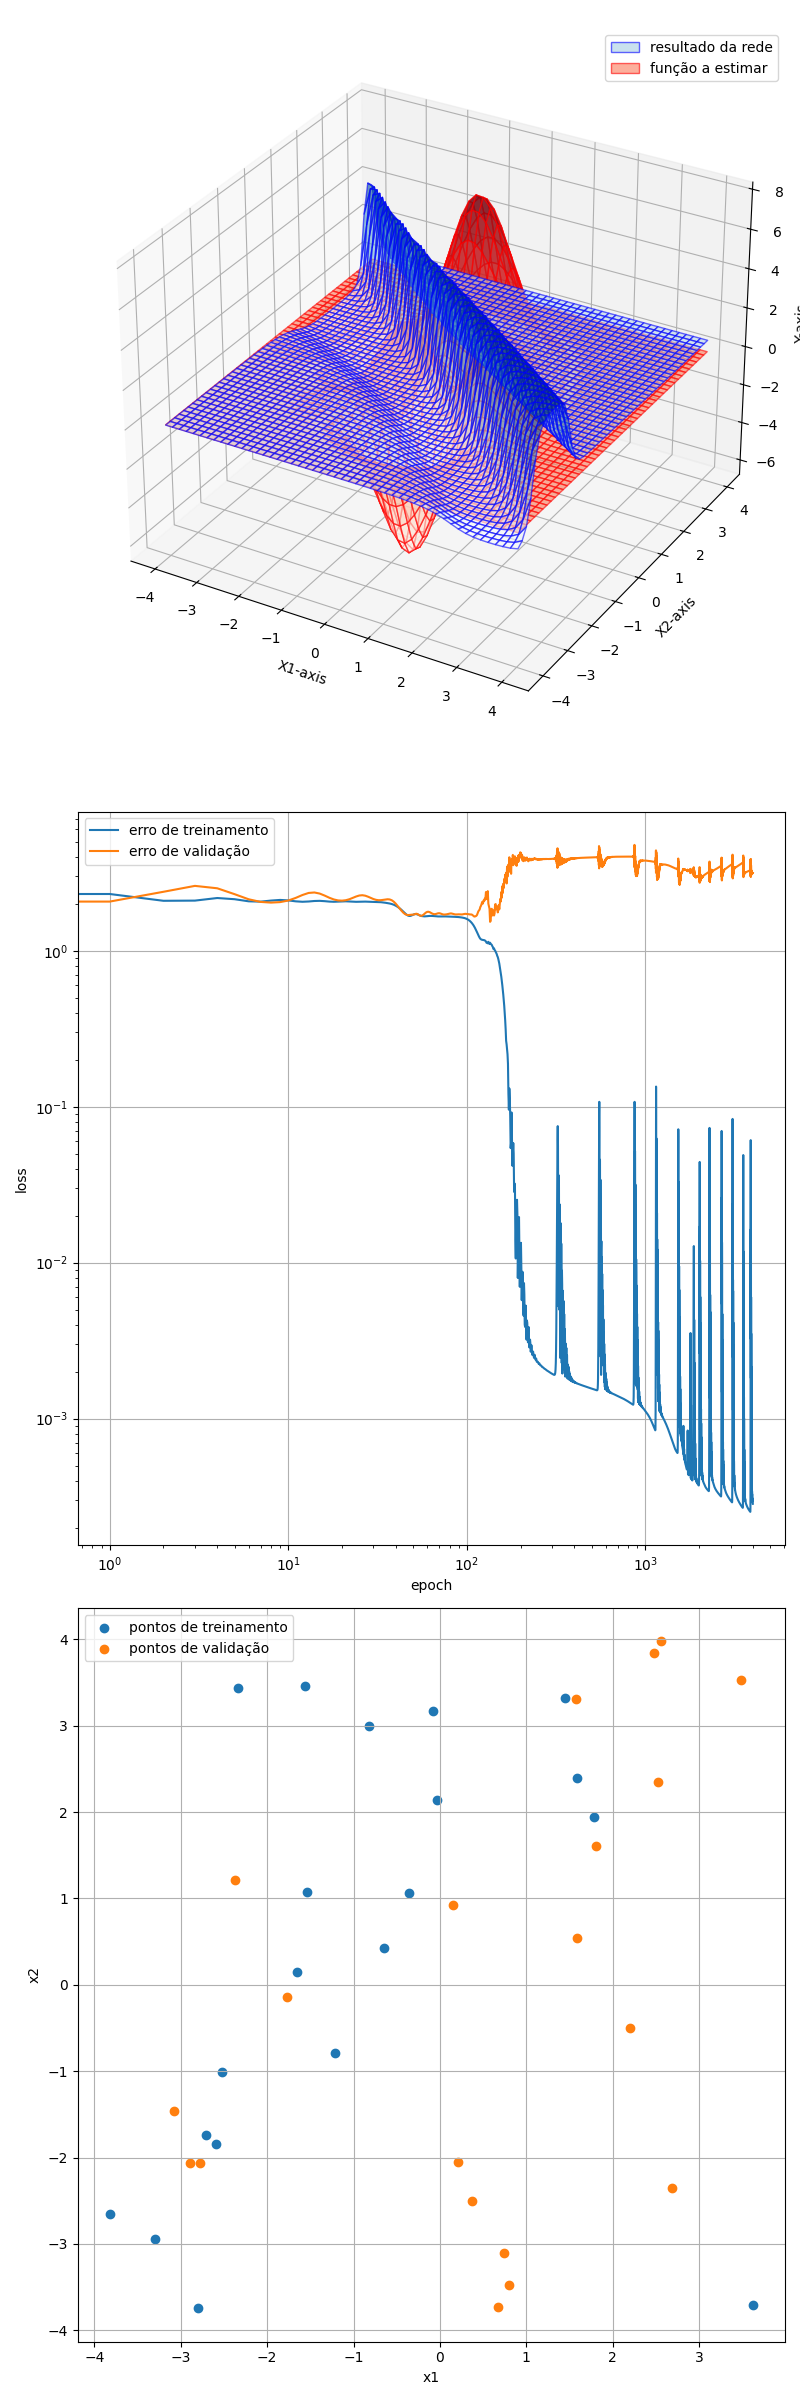 resultado da rede
função a estimar
8
6
4
2
0
−2
−4
−6
−4
−3
−2
−1
0
1
2
3
4
X1-axis
4
3
2
1
0
−1
−2
−3
−4
X2-axis
erro de treinamento
erro de validação
10⁰
10⁻¹
10⁻²
10⁻³
loss
10⁰ 10¹ 10² 10³
epoch
pontos de treinamento
pontos de validação
4
3
2
1
0
−1
−2
−3
−4
x2
−4 −3 −2 −1 0 1 2 3
x1